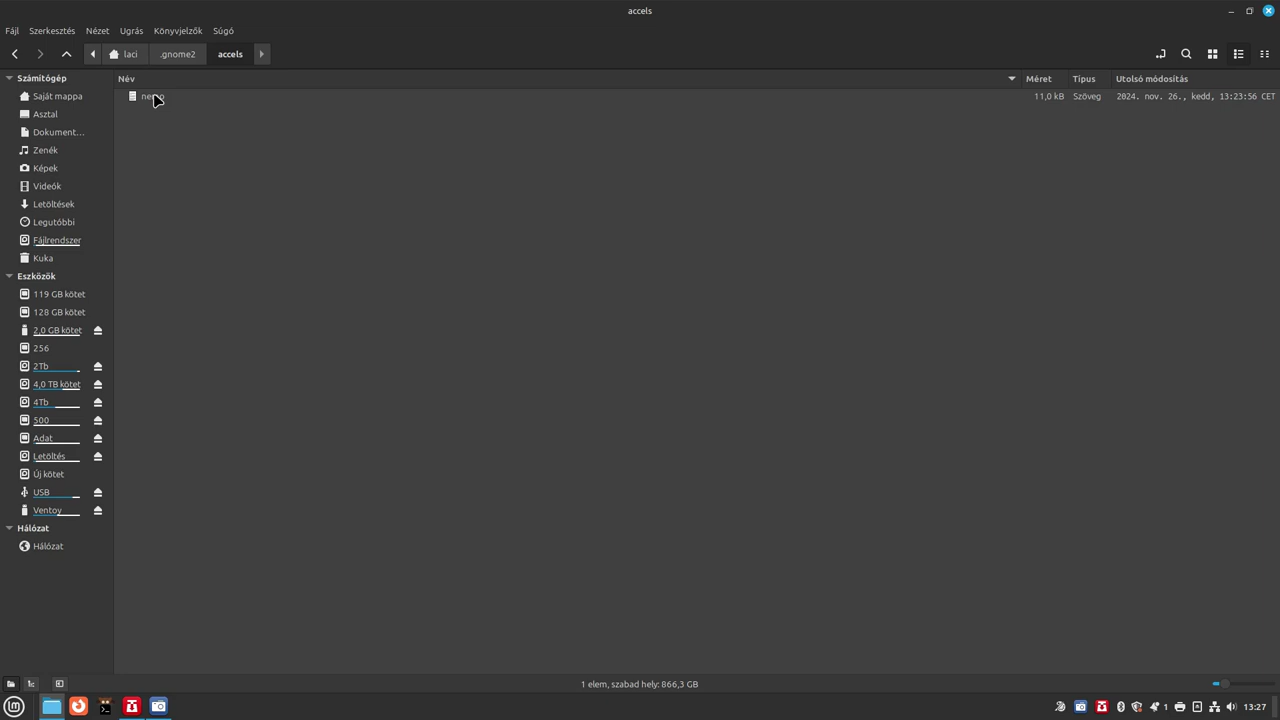 accels
Fájl Szerkesztés Nézet Ugrás Könyvjelzők Súgó
laci .gnome2 accels
Név Méret Típus Utolsó módosítás
11,0 kB Szöveg 2024. nov. 26., kedd, 13:23:56 CET
Számítógép
Saját mappa
Asztal
Dokument...
Zenék
Képek
Videók
Letöltések
Legutóbbi
Fájlrendszer
Kuka
Eszközök
119 GB kötet
128 GB kötet
2,0 GB kötet
256
2Tb
4,0 TB kötet
4Tb
500
Adat
Letöltés
Új kötet
USB
Ventoy
Hálózat
Hálózat
1 elem, szabad hely: 866,3 GB
1 13:27